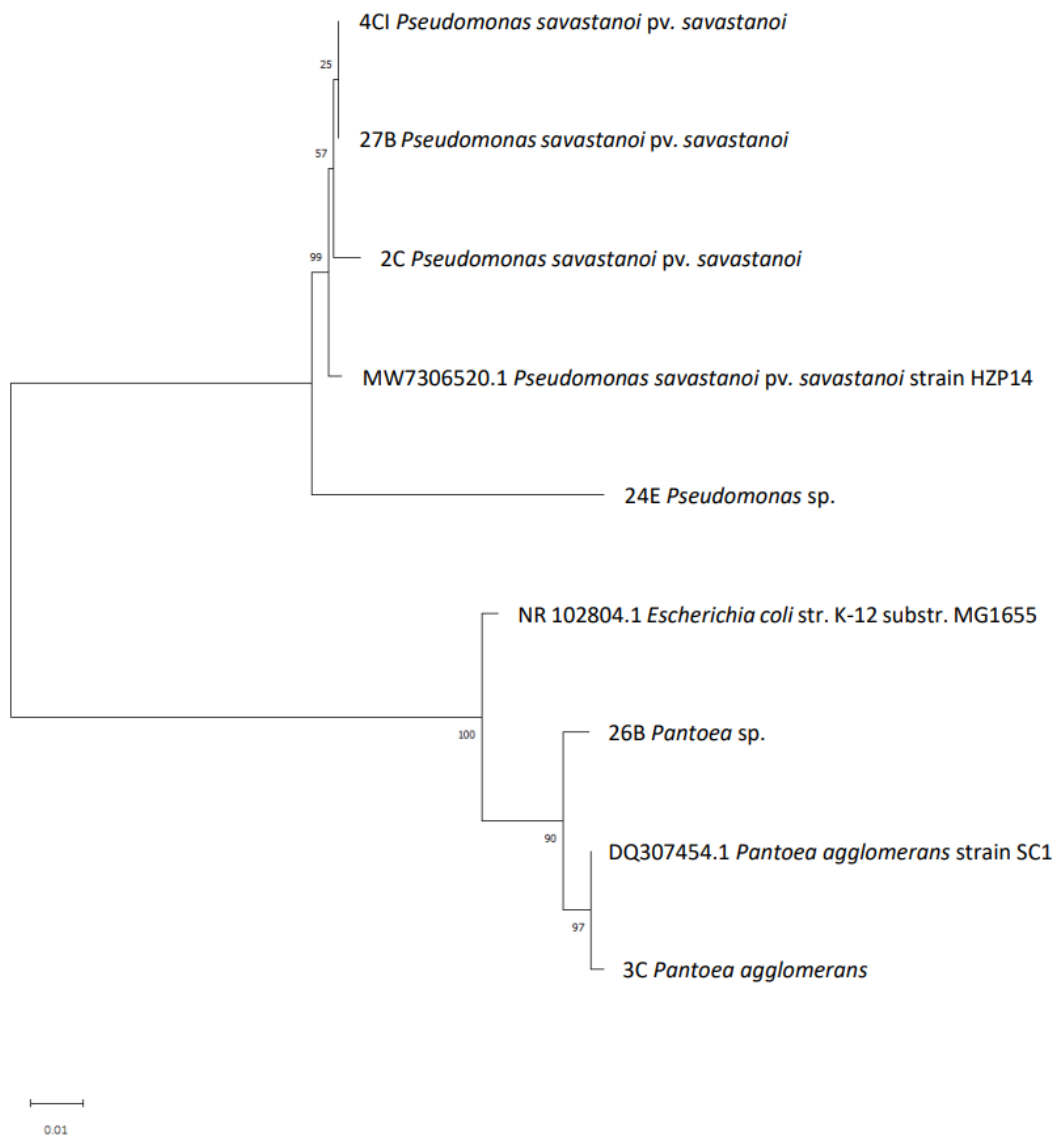 4CI Pseudomonas savastanoi pv. savastanoi
25
27B Pseudomonas savastanoi pv. savastanoi
57
2C Pseudomonas savastanoi pv. savastanoi
99
MW7306520.1 Pseudomonas savastanoi pv. savastanoi strain HZP14
24E Pseudomonas sp.
NR 102804.1 Escherichia coli str. K-12 substr. MG1655
100
26B Pantoea sp.
90
DQ307454.1 Pantoea agglomerans strain SC1
97
3C Pantoea agglomerans
0.01